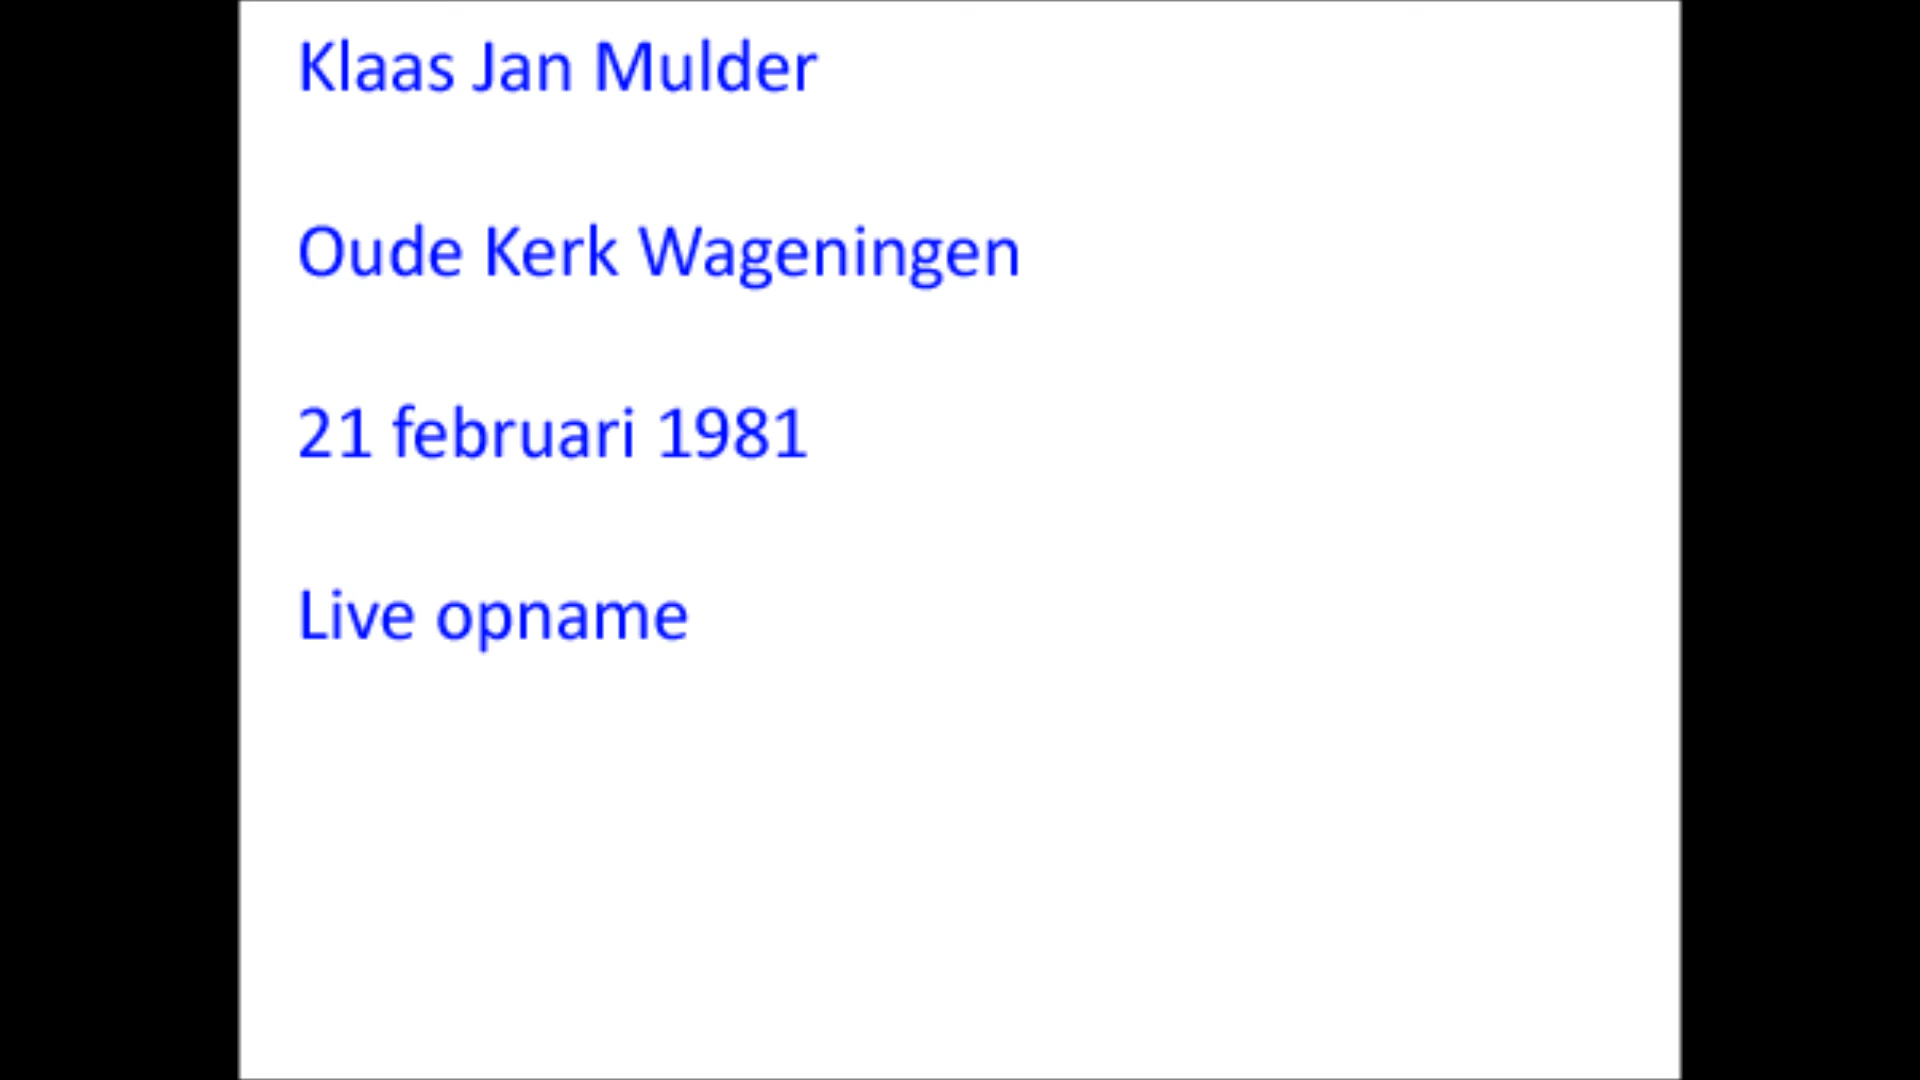 Klaas Jan Mulder
Oude Kerk Wageningen
21 februari 1981
Live opname